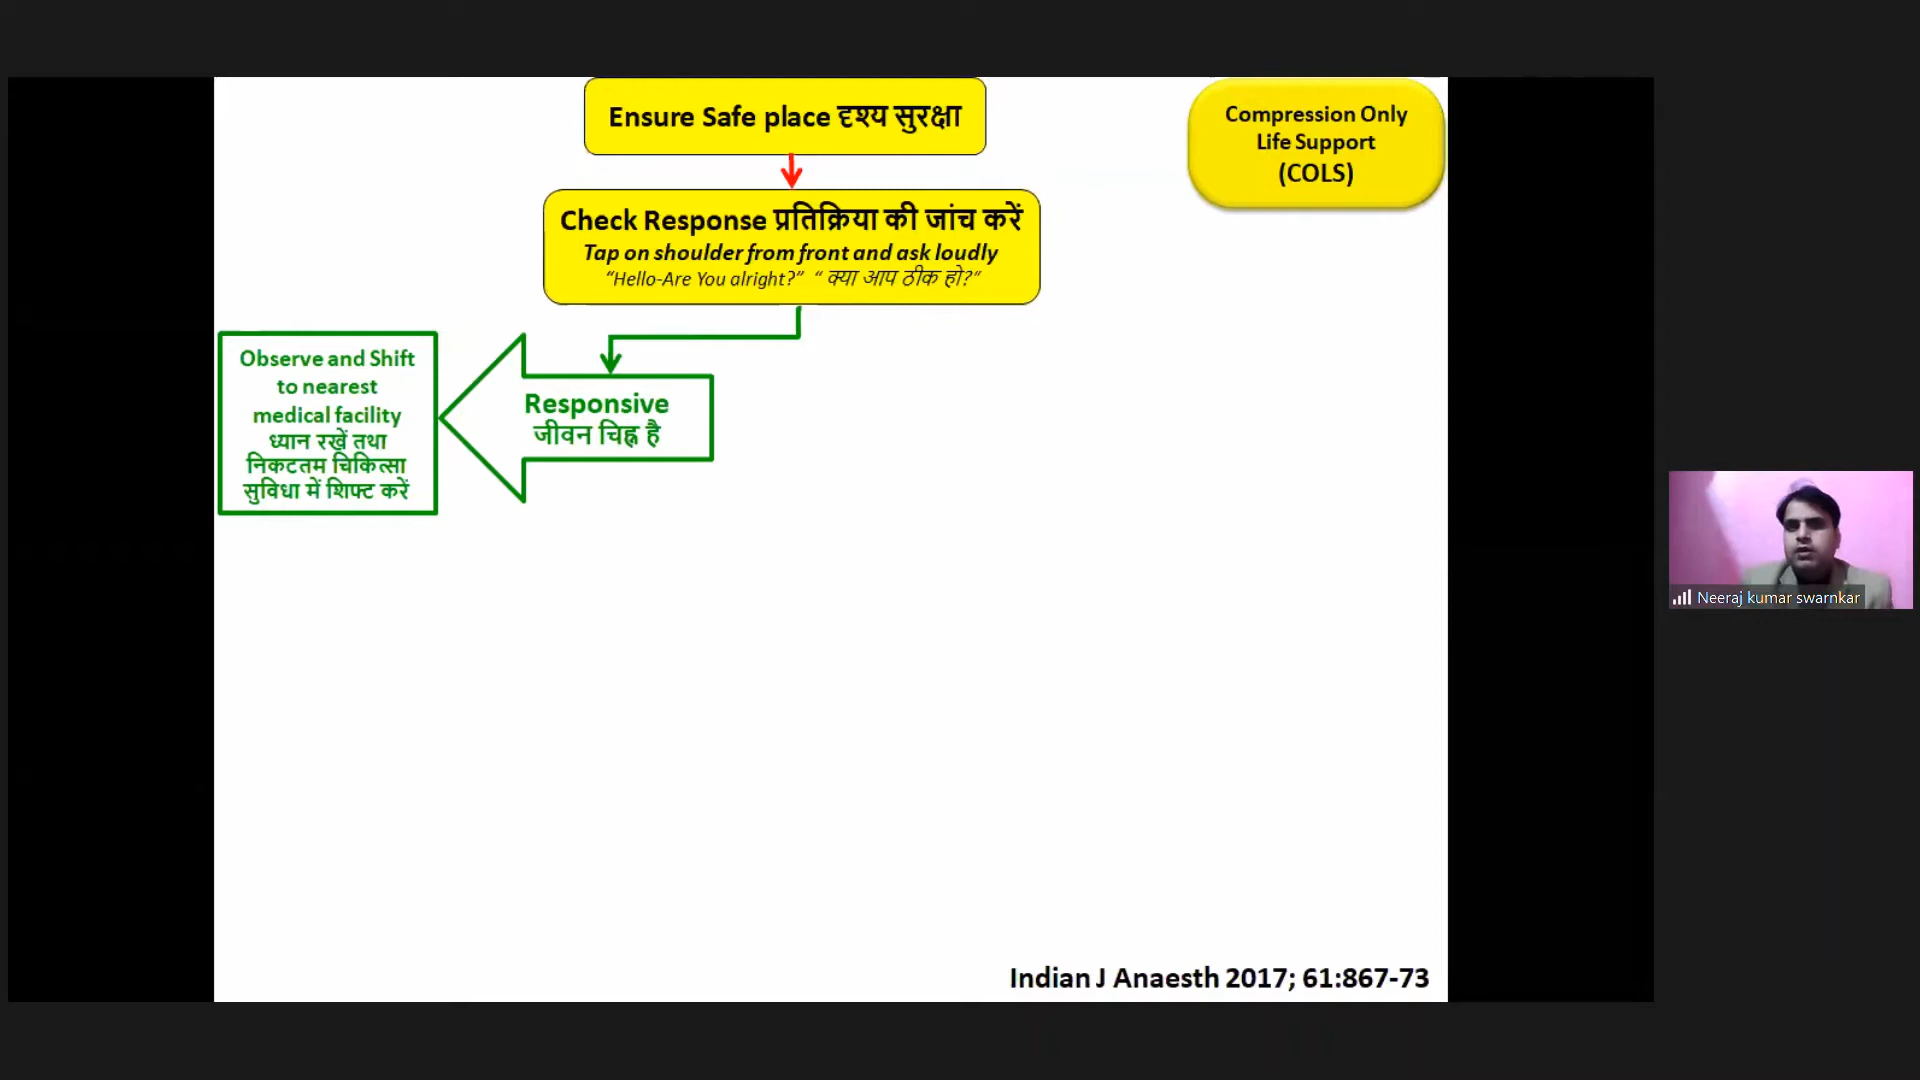 Ensure Safe place दृश्य सुरक्षा
Compression Only
Life Support
(COLS)
Check Response प्रतिक्रिया की जांच करें
Tap on shoulder from front and ask loudly
“Hello-Are You alright?” “ क्या आप ठीक हो?”
Observe and Shift
to nearest
medical facility
ध्यान रखें तथा
निकटतम चिकित्सा
सुविधा में शिफ्ट करें
Responsive
जीवन चिह्न है
Neeraj kumar swarnkar
Indian J Anaesth 2017; 61:867-73